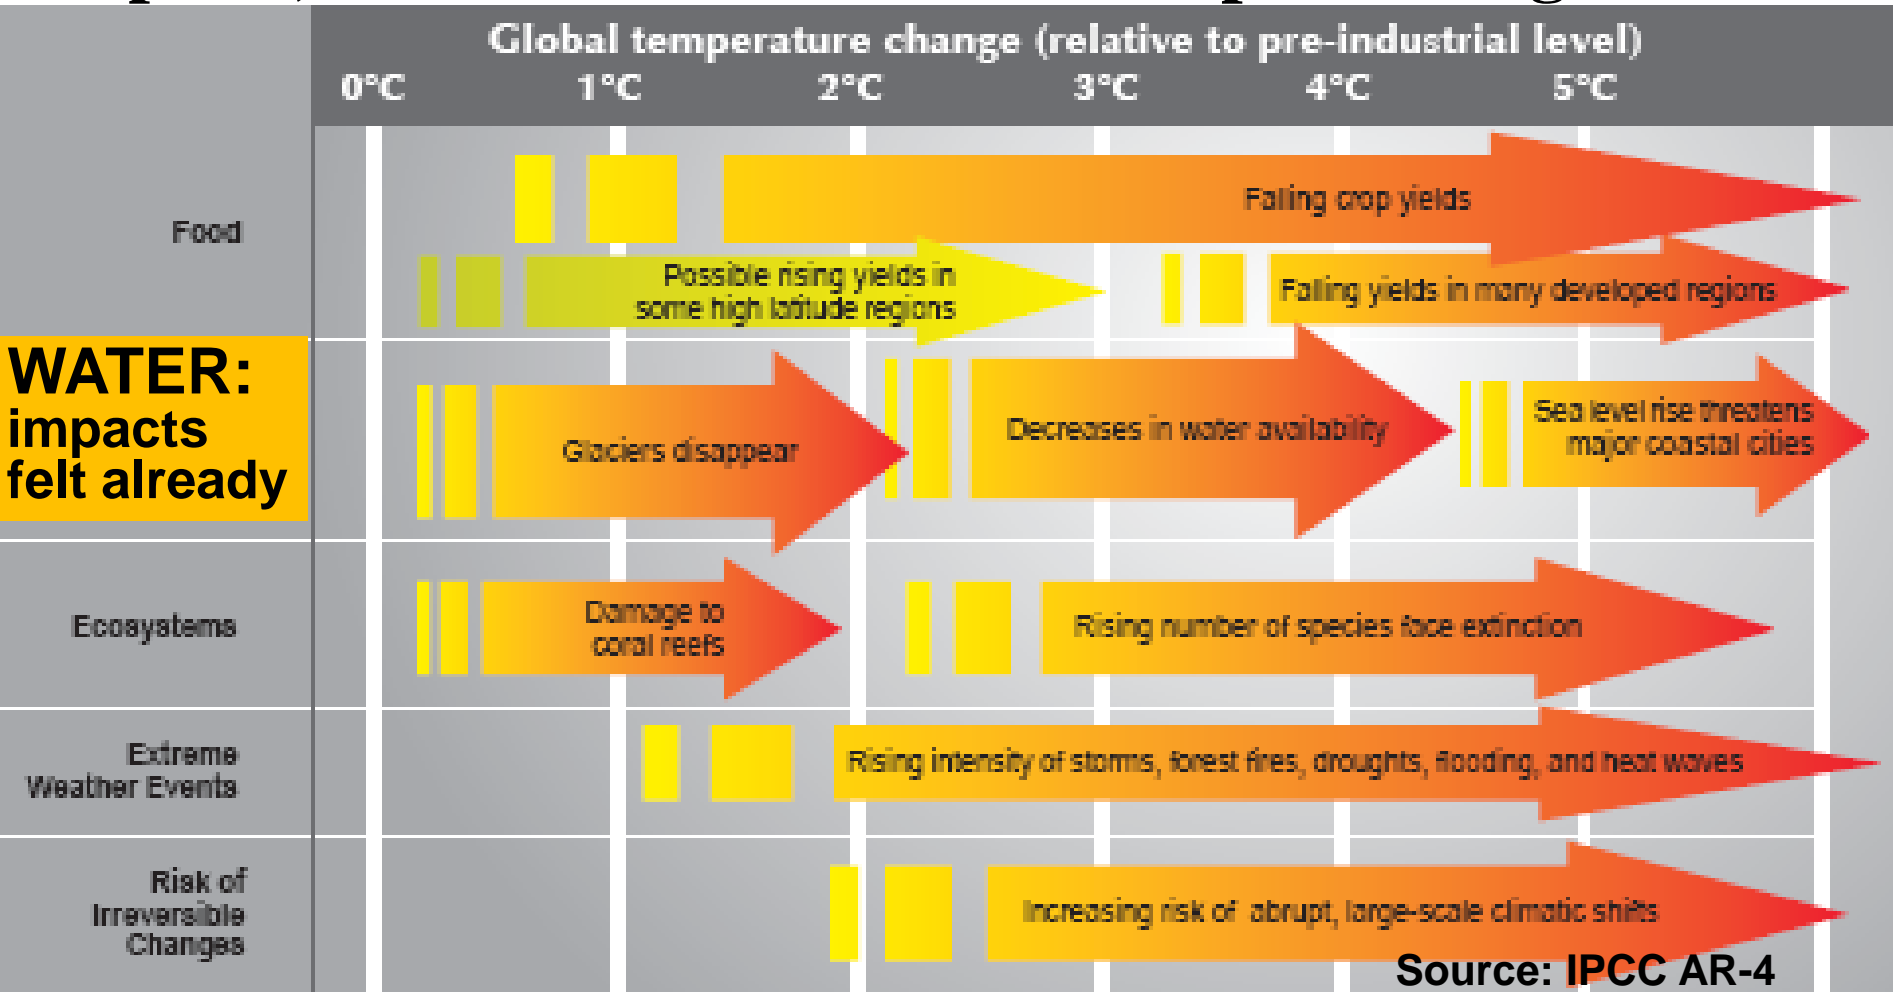 Global temperature change (relative to pre-industrial level)
0°C 1°C 2°C 3°C 4°C 5°C
Food
Falling crop yields
Possible rising yields in
some high latitude regions
Falling yields in many developed regions
WATER:
impacts
felt already
Glaciers disappear
Decreases in water availability
Sea level rise threatens
major coastal cities
Ecosystems
Damage to
coral reefs
Rising number of species face extinction
Extreme
Weather Events
Rising intensity of storms, forest fires, droughts, flooding, and heat waves
Risk of
Irreversible
Changes
Increasing risk of abrupt, large-scale climatic shifts
Source: IPCC AR-4